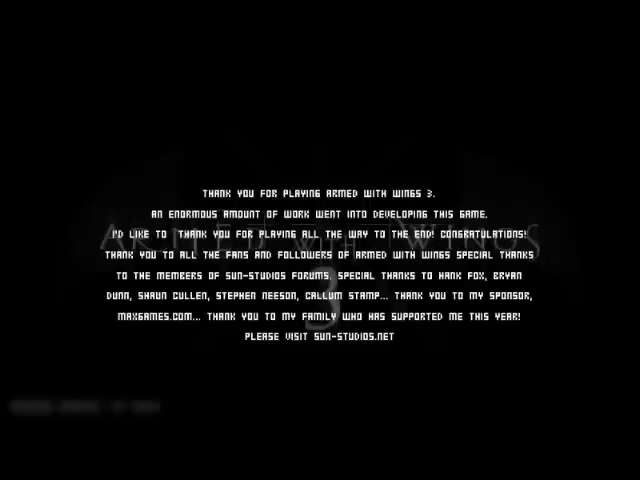 THANK YOU FOR PLAYING ARMED WITH WINGS 3.
AN ENORMOUS AMOUNT OF WORK WENT INTO DEVELOPING THIS GAME.
I'D LIKE TO THANK YOU FOR PLAYING ALL THE WAY TO THE END! CONGRATULATIONS!
ARMED WITH WINGS
THANK YOU TO ALL THE FANS AND FOLLOWERS OF ARMED WITH WINGS SPECIAL THANKS
TO THE MEMBERS OF SUN-STUDIOS FORUMS. SPECIAL THANKS TO HANK FOX, BRYAN
DUNN, SHAUN CULLEN, STEPHEN NEESON, CALLUM STAMP... THANK YOU TO MY SPONSOR,
3
MAXGAMES.COM... THANK YOU TO MY FAMILY WHO HAS SUPPORTED ME THIS YEAR!
PLEASE VISIT SUN-STUDIOS.NET